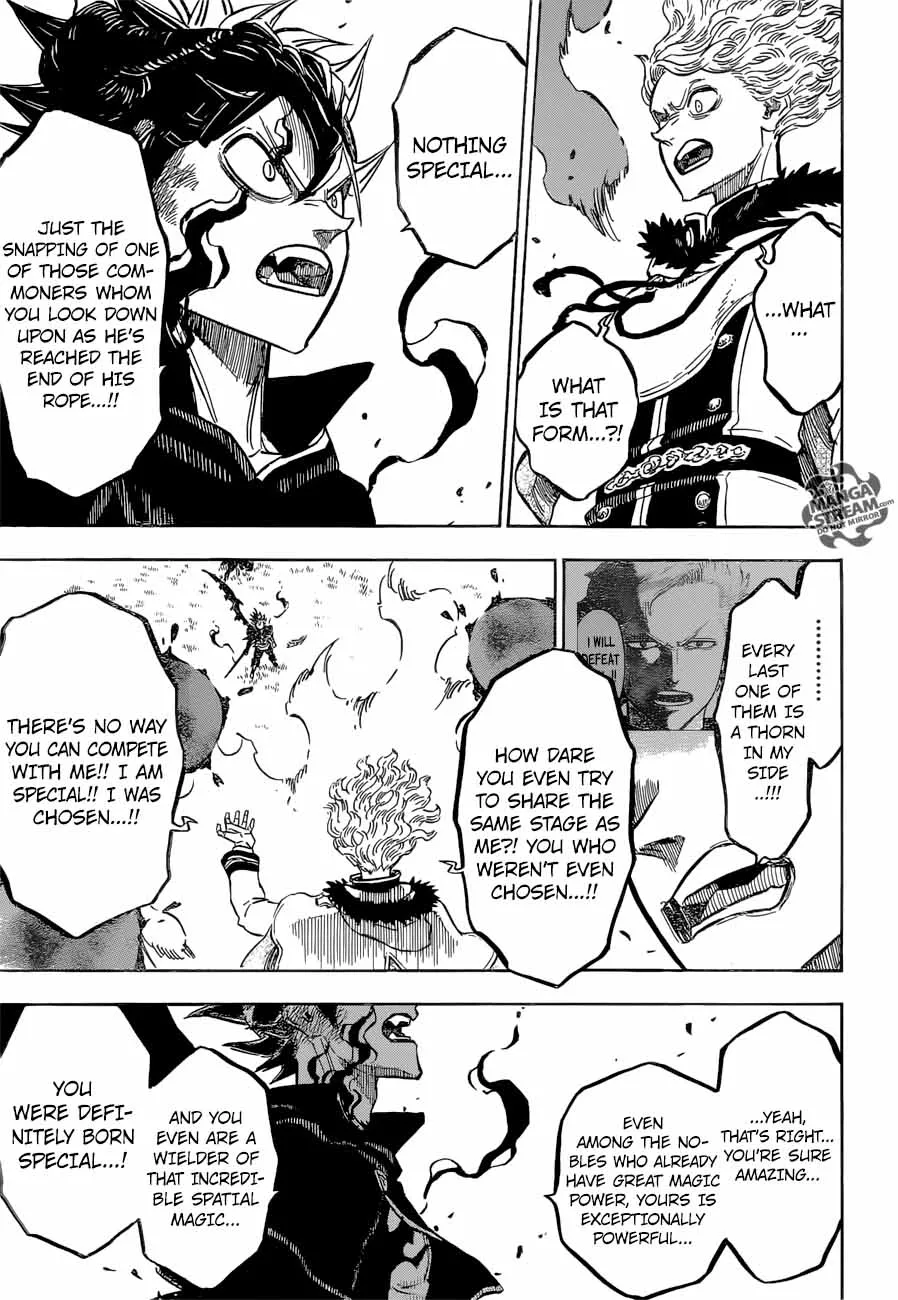 ...WHAT
...
WHAT
IS THAT
FORM...?!
NOTHING
SPECIAL...
JUST THE
SNAPPING OF ONE
OF THOSE COM-
MONERS WHOM
YOU LOOK DOWN
UPON AS HE'S
REACHED THE
END OF HIS
ROPE...!!
MANGA
STREAM.COM
DO NOT MIRROR
.........
EVERY
LAST
ONE OF
THEM IS
A THORN
IN MY
SIDE
..!!!
I WILL
DEFEAT
!!
HOW DARE
YOU EVEN TRY
TO SHARE THE
SAME STAGE AS
ME?! YOU WHO
WEREN'T EVEN
CHOSEN...!!
THERE'S NO WAY
YOU CAN COMPETE
WITH ME!! I AM
SPECIAL!! I WAS
CHOSEN...!!
...YEAH,
THAT'S RIGHT...
YOU'RE SURE
AMAZING...
EVEN
AMONG THE NO-
BLES WHO ALREADY
HAVE GREAT MAGIC
POWER, YOURS IS
EXCEPTIONALLY
POWERFUL...
AND YOU
EVEN ARE A
WIELDER OF
THAT INCREDI-
BLE SPATIAL
MAGIC...
YOU
WERE DEFI-
NITELY BORN
SPECIAL...!